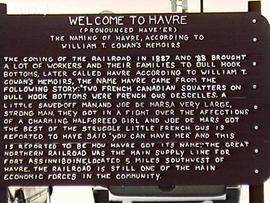 WELCOME TO HAVRE
(PRONOUNCED HAVE'ER)
THE NAMING OF HAVRE, ACCORDING TO
WILLIAM T. COWAN'S MEMOIRS
THE COMING OF THE RAILROAD IN 1887 AND '88 BROUGHT
A LOT OF WORKERS AND THEIR FAMILIES TO BULL HOOK
BOTTOMS, LATER CALLED HAVRE ACCORDING TO WILLIAM T.
COWAN'S MEMOIRS, THE NAME HAVRE CAME FROM THE
FOLLOWING STORY: "TWO FRENCH CANADIAN SQUATTERS ON
BULL HOOK BOTTOMS WERE FRENCH GUS DESCELLES, A
LITTLE SAWED OFF MAN AND JOE DE MARS A VERY LARGE,
STRONG MAN. THEY GOT IN A FIGHT OVER THE AFFECTIONS
OF A CHARMING HALFBREED GIRL AND JOE DE MARS GOT
THE BEST OF THE STRUGGLE LITTLE FRENCH GUS IS
REPORTED TO HAVE SAID 'YOU CAN HAVE HER' AND THIS
IS REPORTED TO BE HOW HAVRE GOT ITS NAME." THE GREAT
NORTHERN RAILROAD WAS THE MAIN SUPPLY LINE FOR
FORT ASSINNIBOINE LOCATED 5 MILES SOUTHWEST OF
HAVRE. THE RAILROAD IS STILL ONE OF THE MAIN
ECONOMIC FORCES IN THE COMMUNITY.